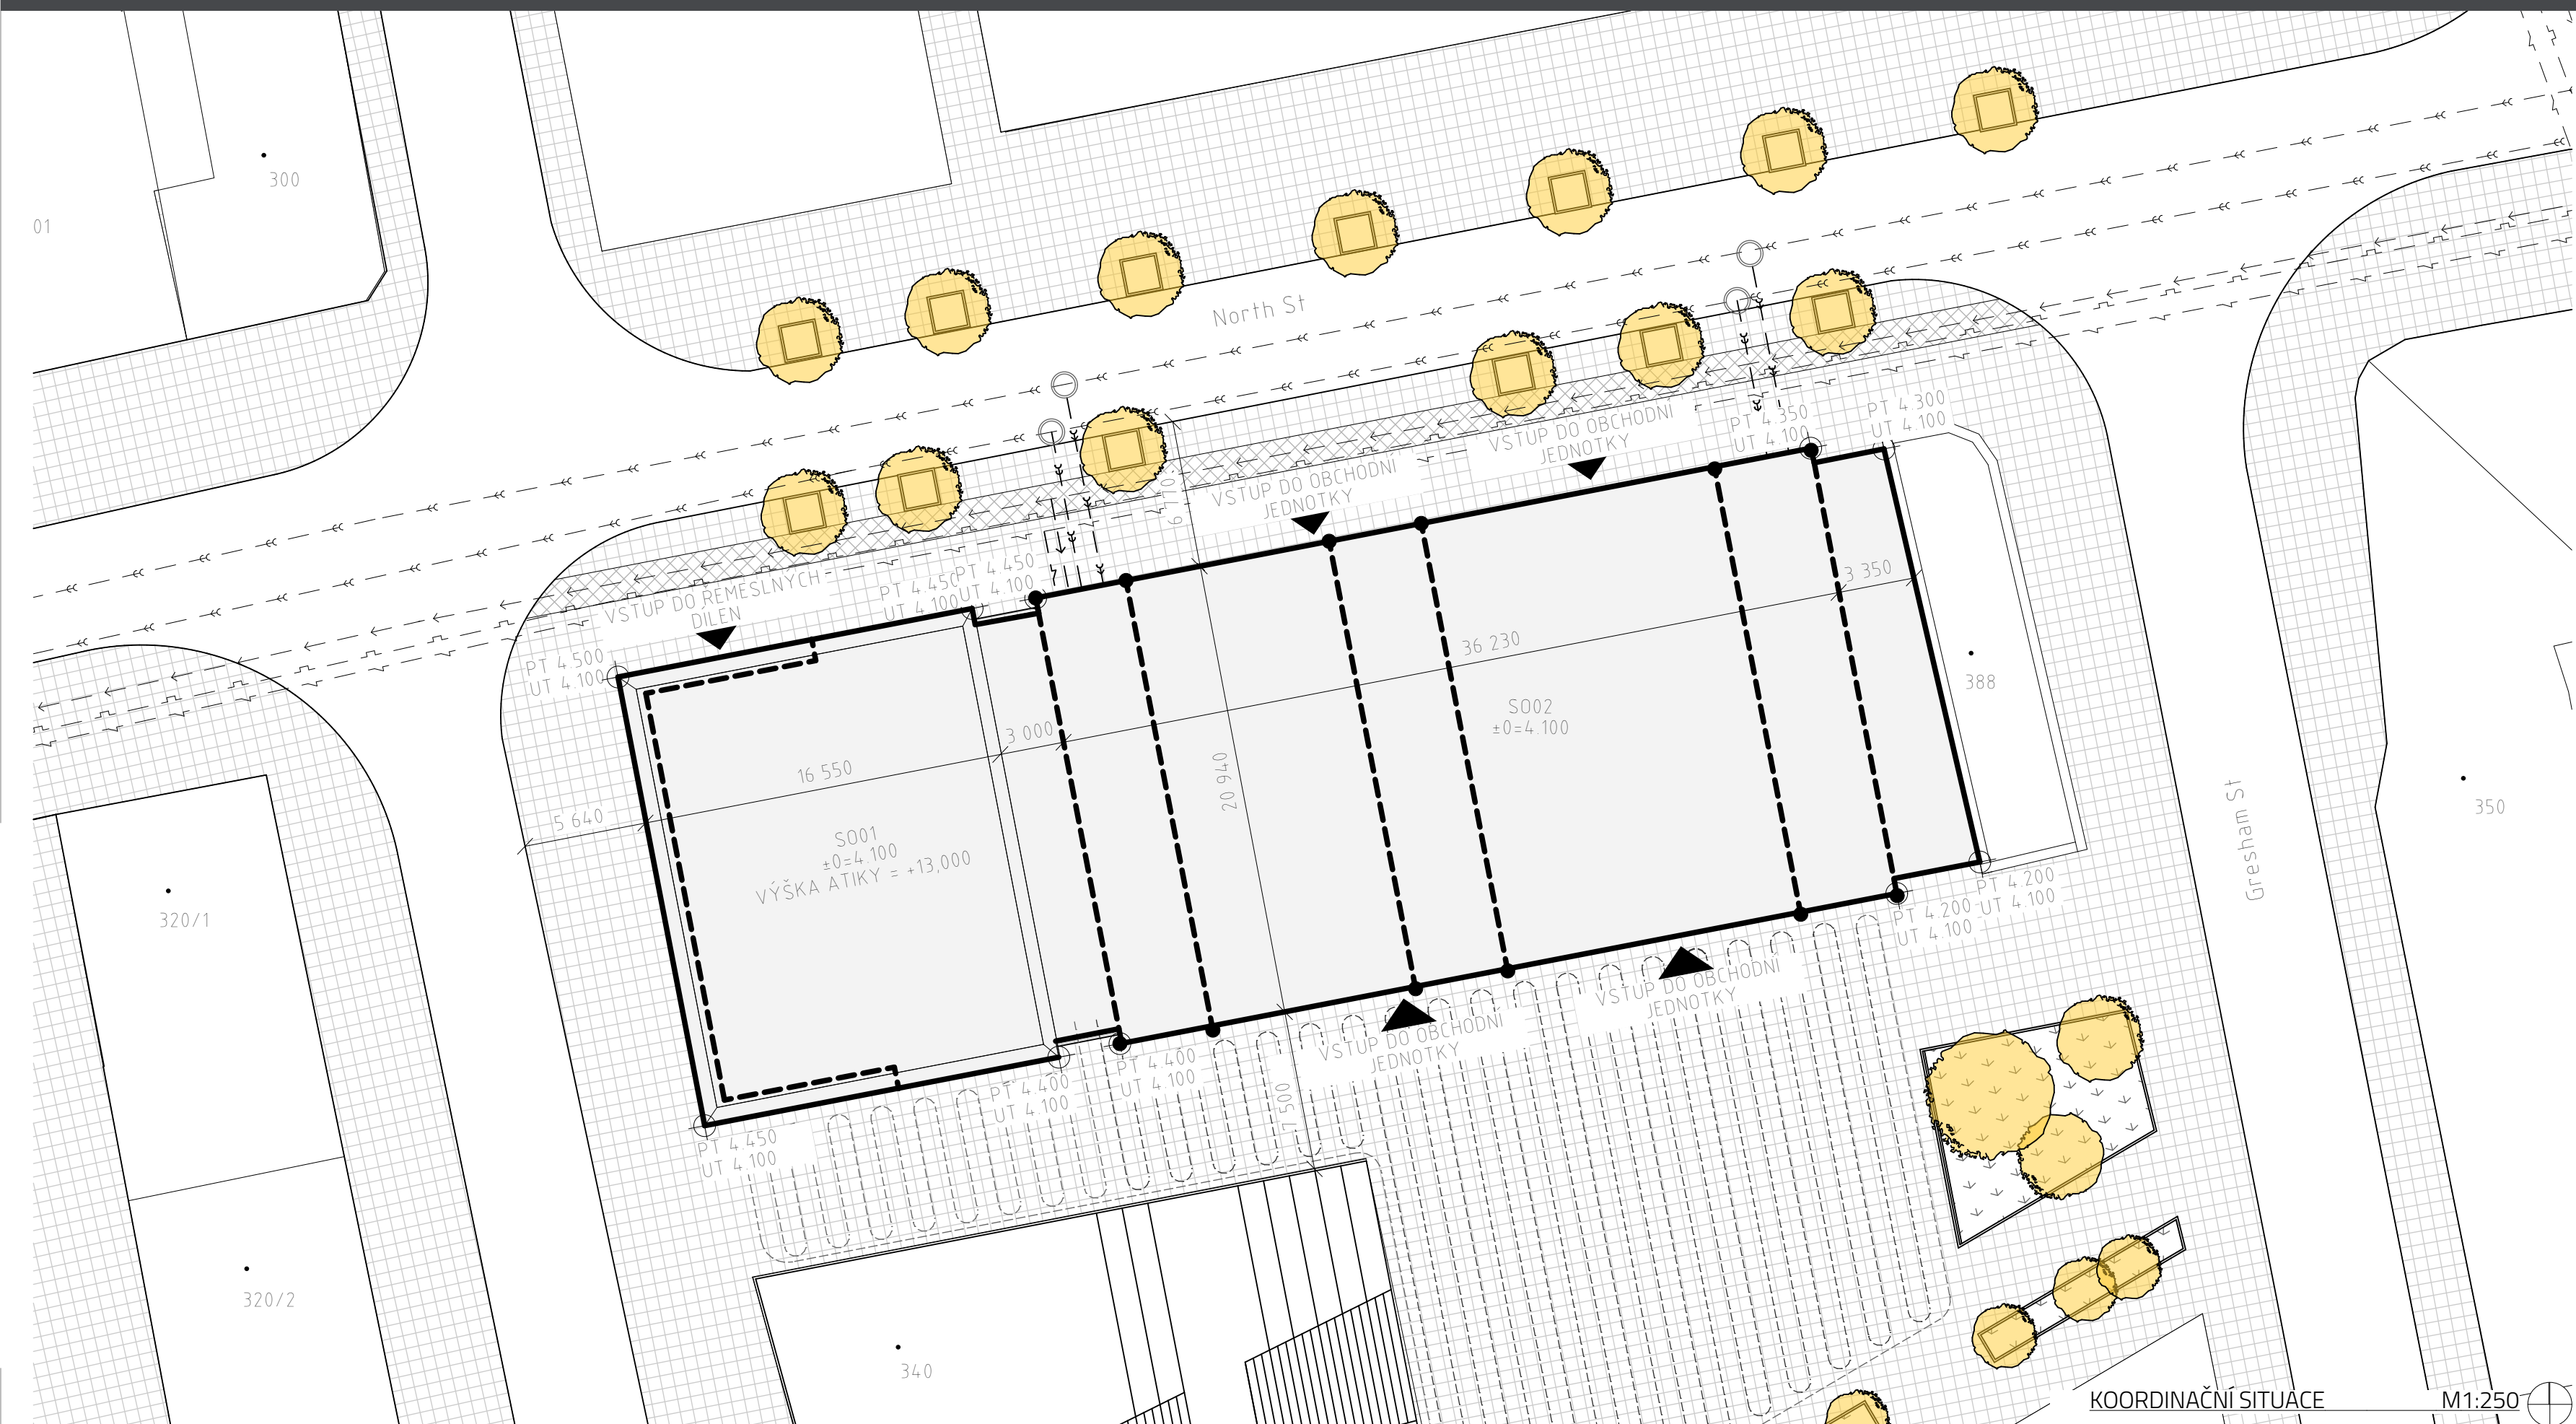 300
01
North St
VSTUP DO OBCHODNÍ
JEDNOTKY
PT 4.350
UT 4.100
PT 4.300
UT 4.100
VSTUP DO OBCHODNÍ
JEDNOTKY
6 770
VSTUP DO ŘEMESLNÝCH
DÍLEN
PT 4.450
UT 4.100
PT 4.450
UT 4.100
3 350
PT 4.500
UT 4.100
36 230
388
SO02
±0=4.100
3 000
16 550
20 940
5 640
SO01
±0=4.100
VÝŠKA ATIKY = +13,000
Gresham St
350
320/1
PT 4.200
UT 4.100
PT 4.200
UT 4.100
VSTUP DO OBCHODNÍ
JEDNOTKY
VSTUP DO OBCHODNÍ
JEDNOTKY
PT 4.400
UT 4.100
PT 4.400
UT 4.100
7 500
PT 4.450
UT 4.100
320/2
340
KOORDINAČNÍ SITUACE M1:250